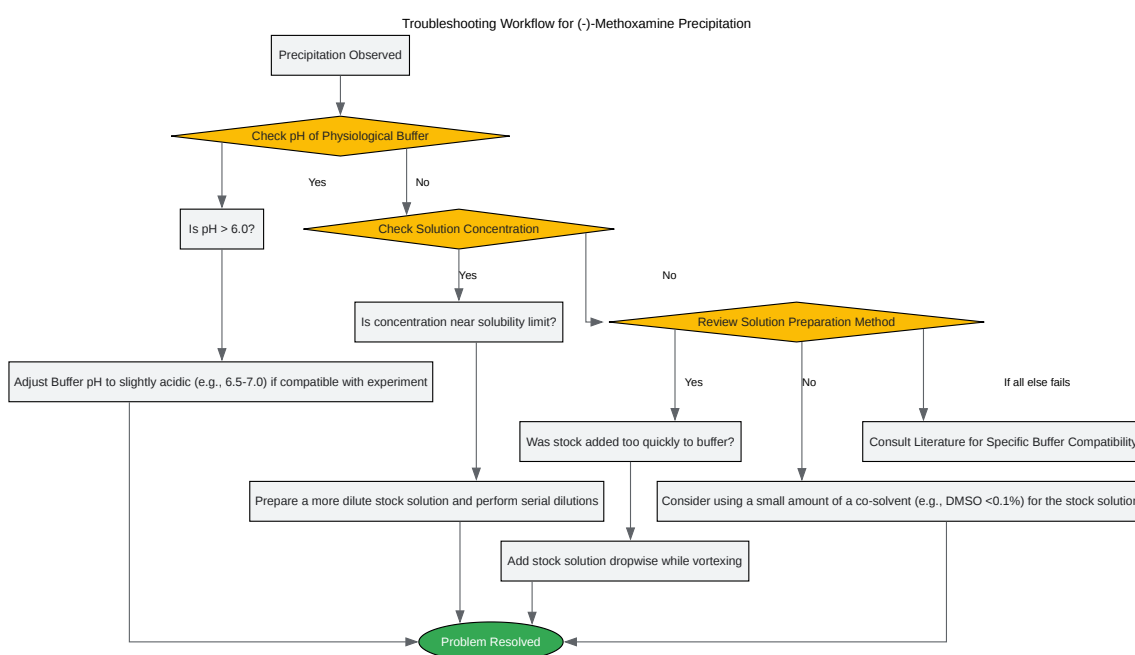 Troubleshooting Workflow for (-)-Methoxamine Precipitation
Precipitation Observed
Check pH of Physiological Buffer
Yes
No
Is pH > 6.0?
Check Solution Concentration
Yes
No
Is concentration near solubility limit?
Review Solution Preparation Method
Adjust Buffer pH to slightly acidic (e.g., 6.5-7.0) if compatible with experiment
Yes
No
If all else fails
Was stock added too quickly to buffer?
Consult Literature for Specific Buffer Compatibility
Prepare a more dilute stock solution and perform serial dilutions
Consider using a small amount of a co-solvent (e.g., DMSO <0.1%) for the stock solution
Add stock solution dropwise while vortexing
Problem Resolved